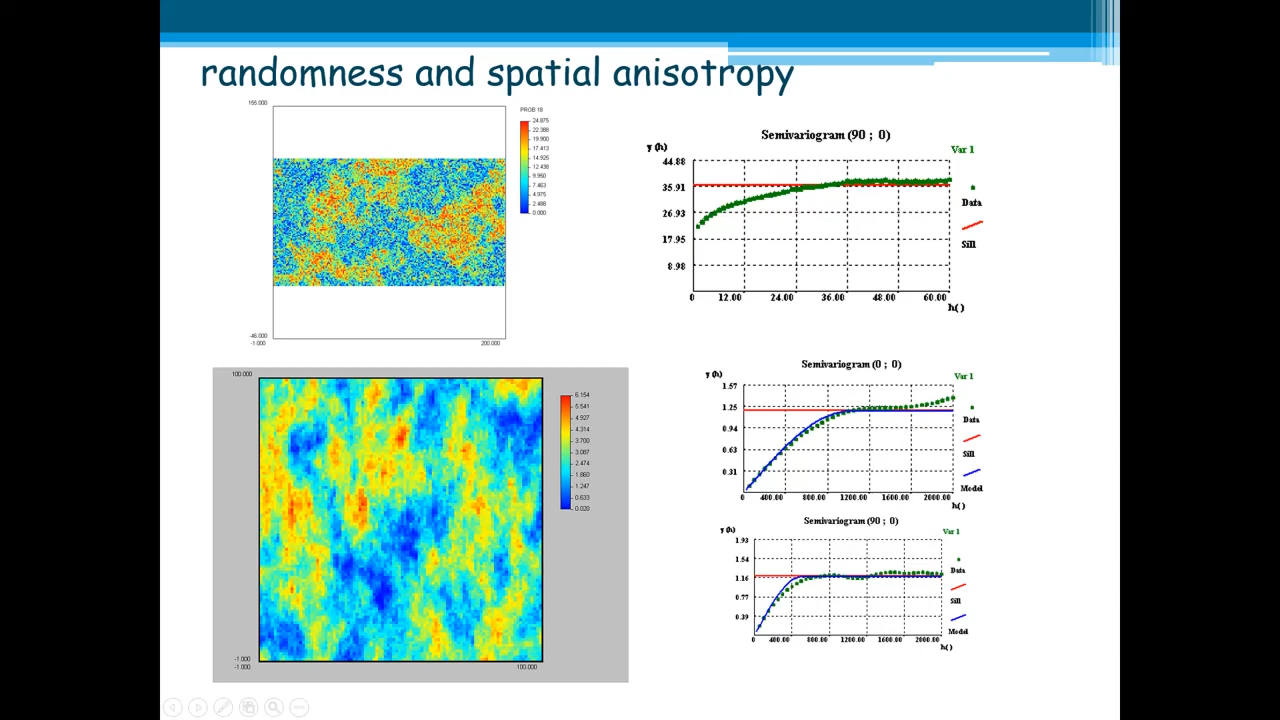 randomness and spatial anisotropy
155.000
PROB 18
24.875
22.388
19.900
17.413
14.925
12.438
9.950
7.463
4.975
2.488
0.000
-46.000
-1.000
200.000
Semivariogram (90 ; 0)
γ (h)
Var 1
44.88
35.91
26.93
17.95
8.98
Data
Sill
0 12.00 24.00 36.00 48.00 60.00
h( )
100.000
6.154
5.541
4.927
4.314
3.700
3.087
2.474
1.860
1.247
0.633
0.020
-1.000
-1.000
100.000
Semivariogram (0 ; 0)
γ (h)
Var 1
1.57
1.25
0.94
0.63
0.31
Data
Sill
Model
0 400.00 800.00 1200.00 1600.00 2000.00
h( )
Semivariogram (90 ; 0)
γ (h)
Var 1
1.93
1.54
1.16
0.77
0.39
Data
Sill
Model
0 400.00 800.00 1200.00 1600.00 2000.00
h( )